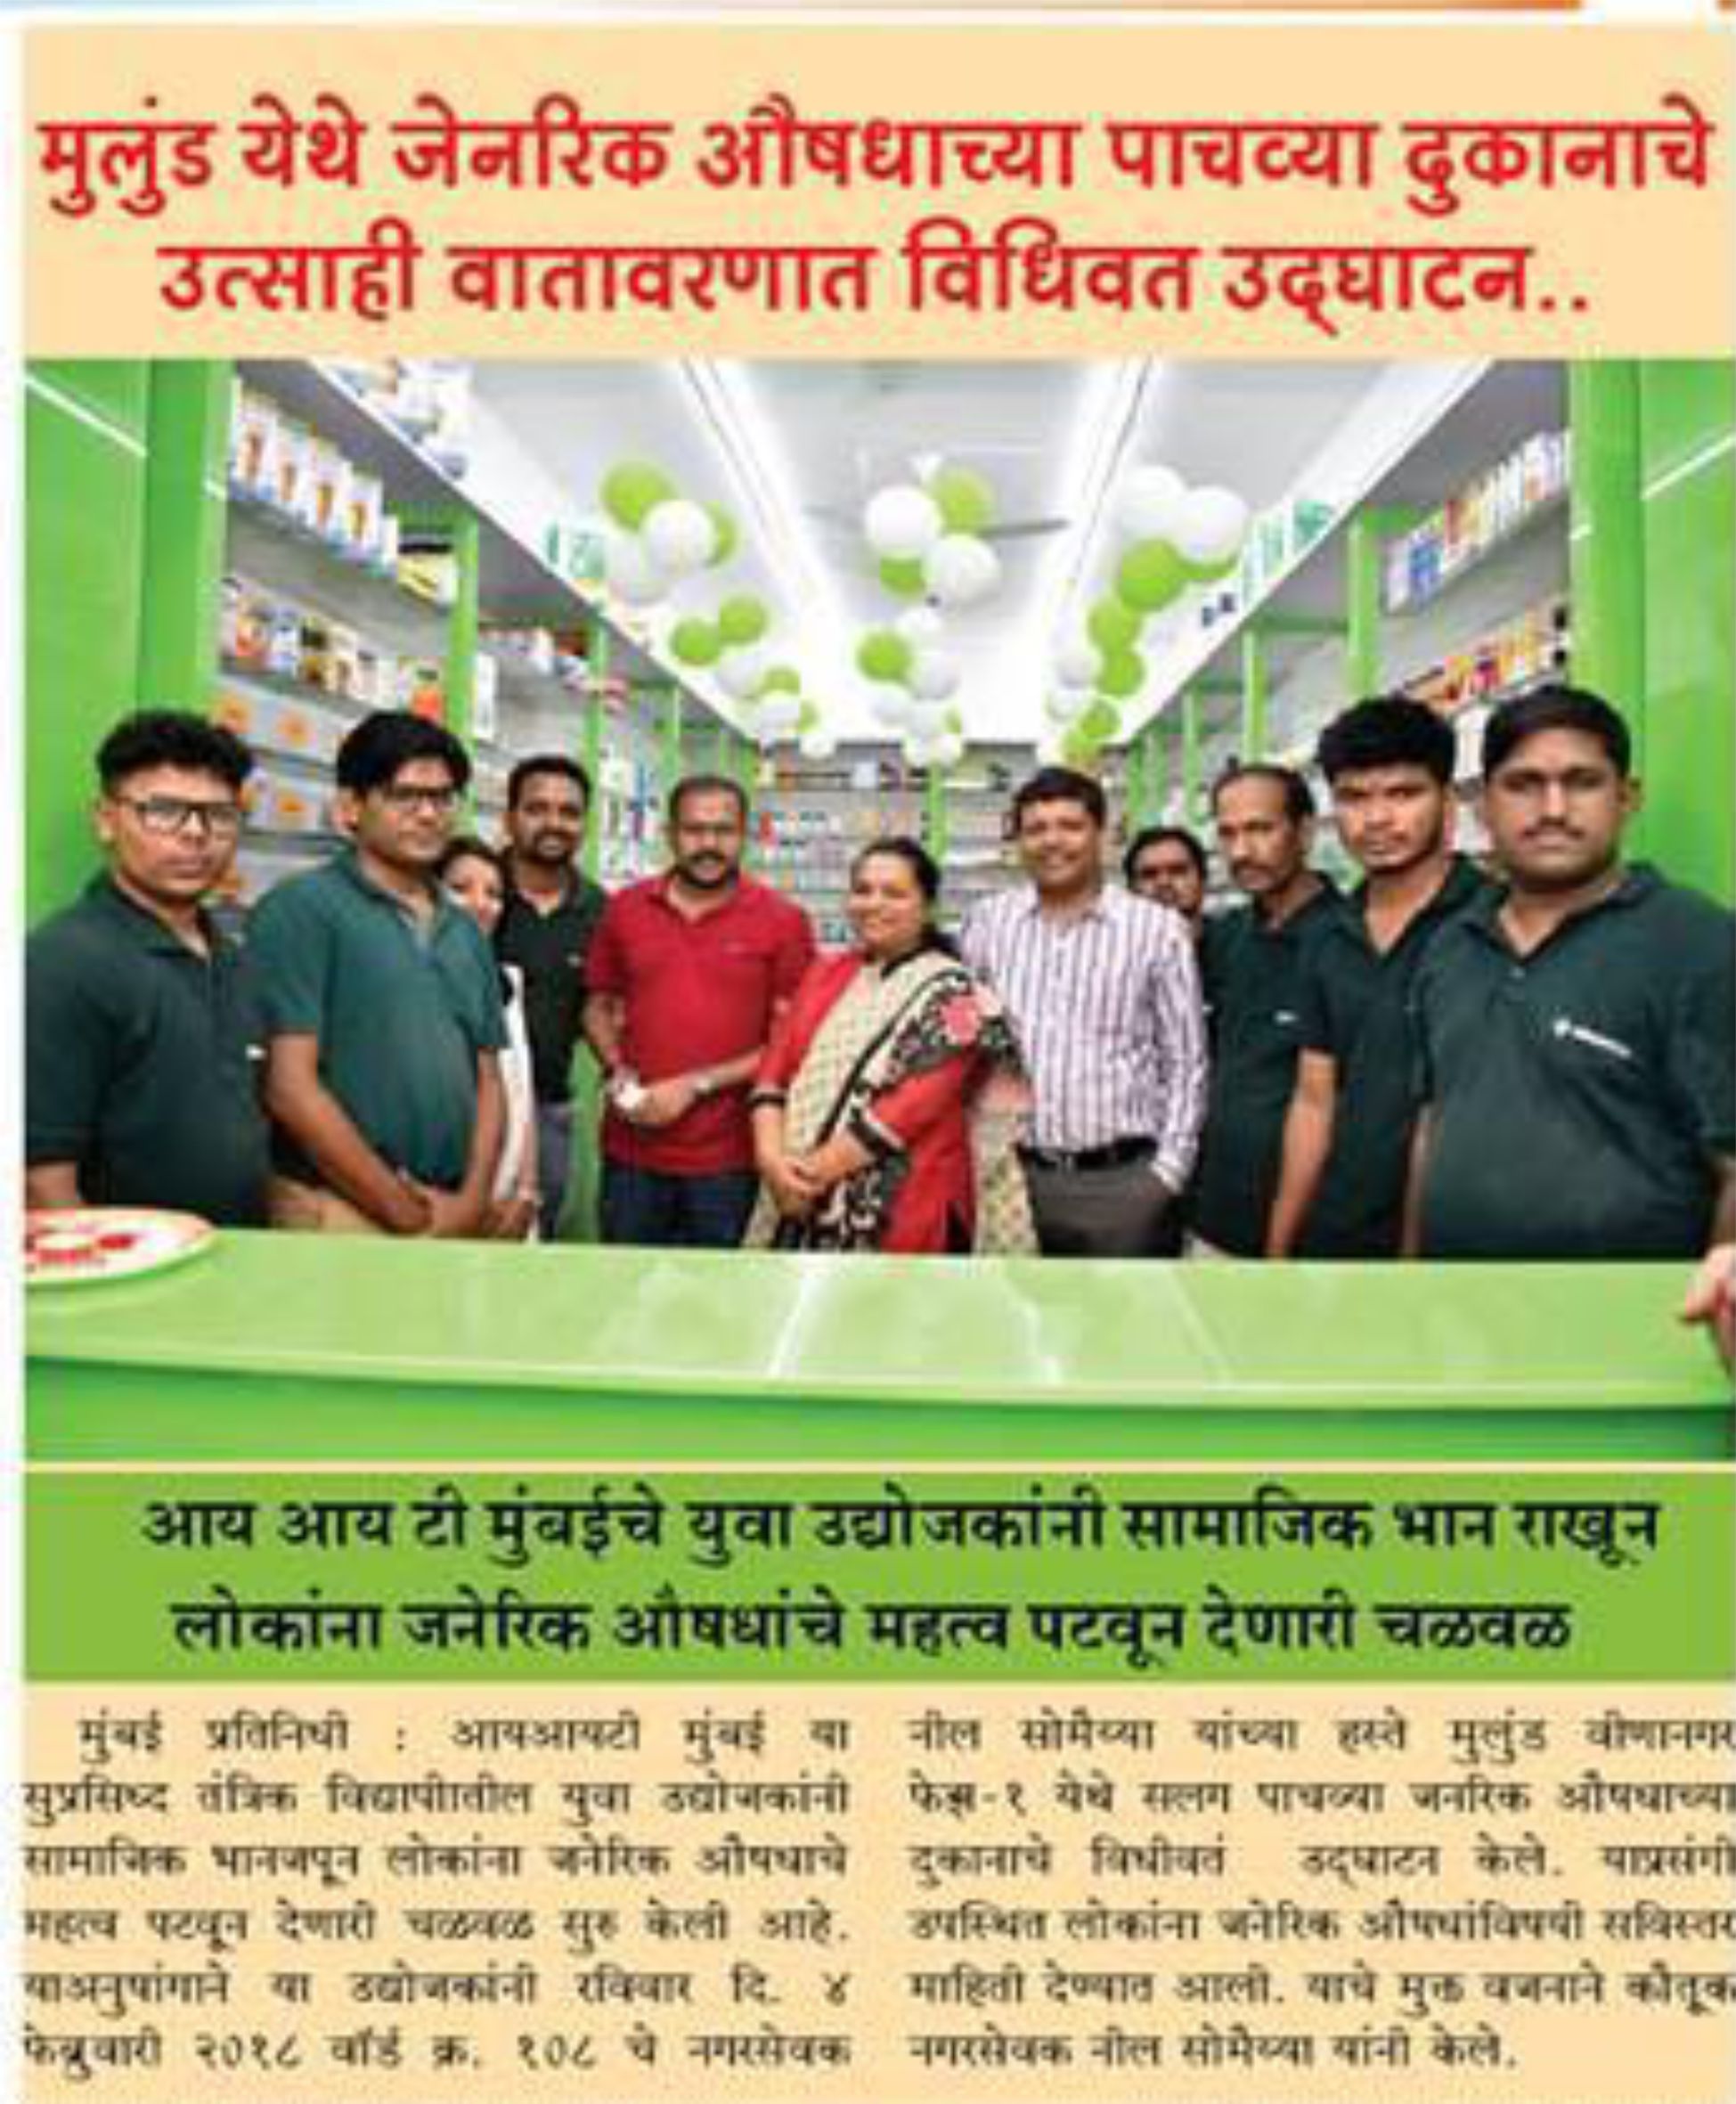 मुलुंड येथे जेनरिक औषधाच्या पाचव्या दुकानाचे
उत्साही वातावरणात विधिवत उद्‌घाटन..
आय आय टी मुंबईचे युवा उद्योजकांनी सामाजिक भान राखून
लोकांना जनेरिक औषधांचे महत्व पटवून देणारी चळवळ
मुंबई प्रतिनिधी : आयआयटी मुंबई या
सुप्रसिध्द तंत्रिक विद्यापीातील युवा उद्योजकांनी
सामाजिक भानजपून लोकांना जनेरिक औषधाचे
महत्व पटवून देणारी चळवळ सुरु केली आहे.
याअनुषांगाने या उद्योजकांनी रविवार दि. ४
फेब्रुवारी २०१८ वॉर्ड क्र. १०८ चे नगरसेवक
नील सोमैय्या यांच्या हस्ते मुलुंड वीणानगर
फेझ-१ येथे सलग पाचव्या जनरिक औषधाच्या
दुकानाचे विधीवतं उद्‌घाटन केले. याप्रसंगी
उपस्थित लोकांना जनेरिक औषधांविषयी सविस्तर
माहिती देण्यात आली. याचे मुक्त वजनाने कौतूक
नगरसेवक नील सोमैय्या यांनी केले.